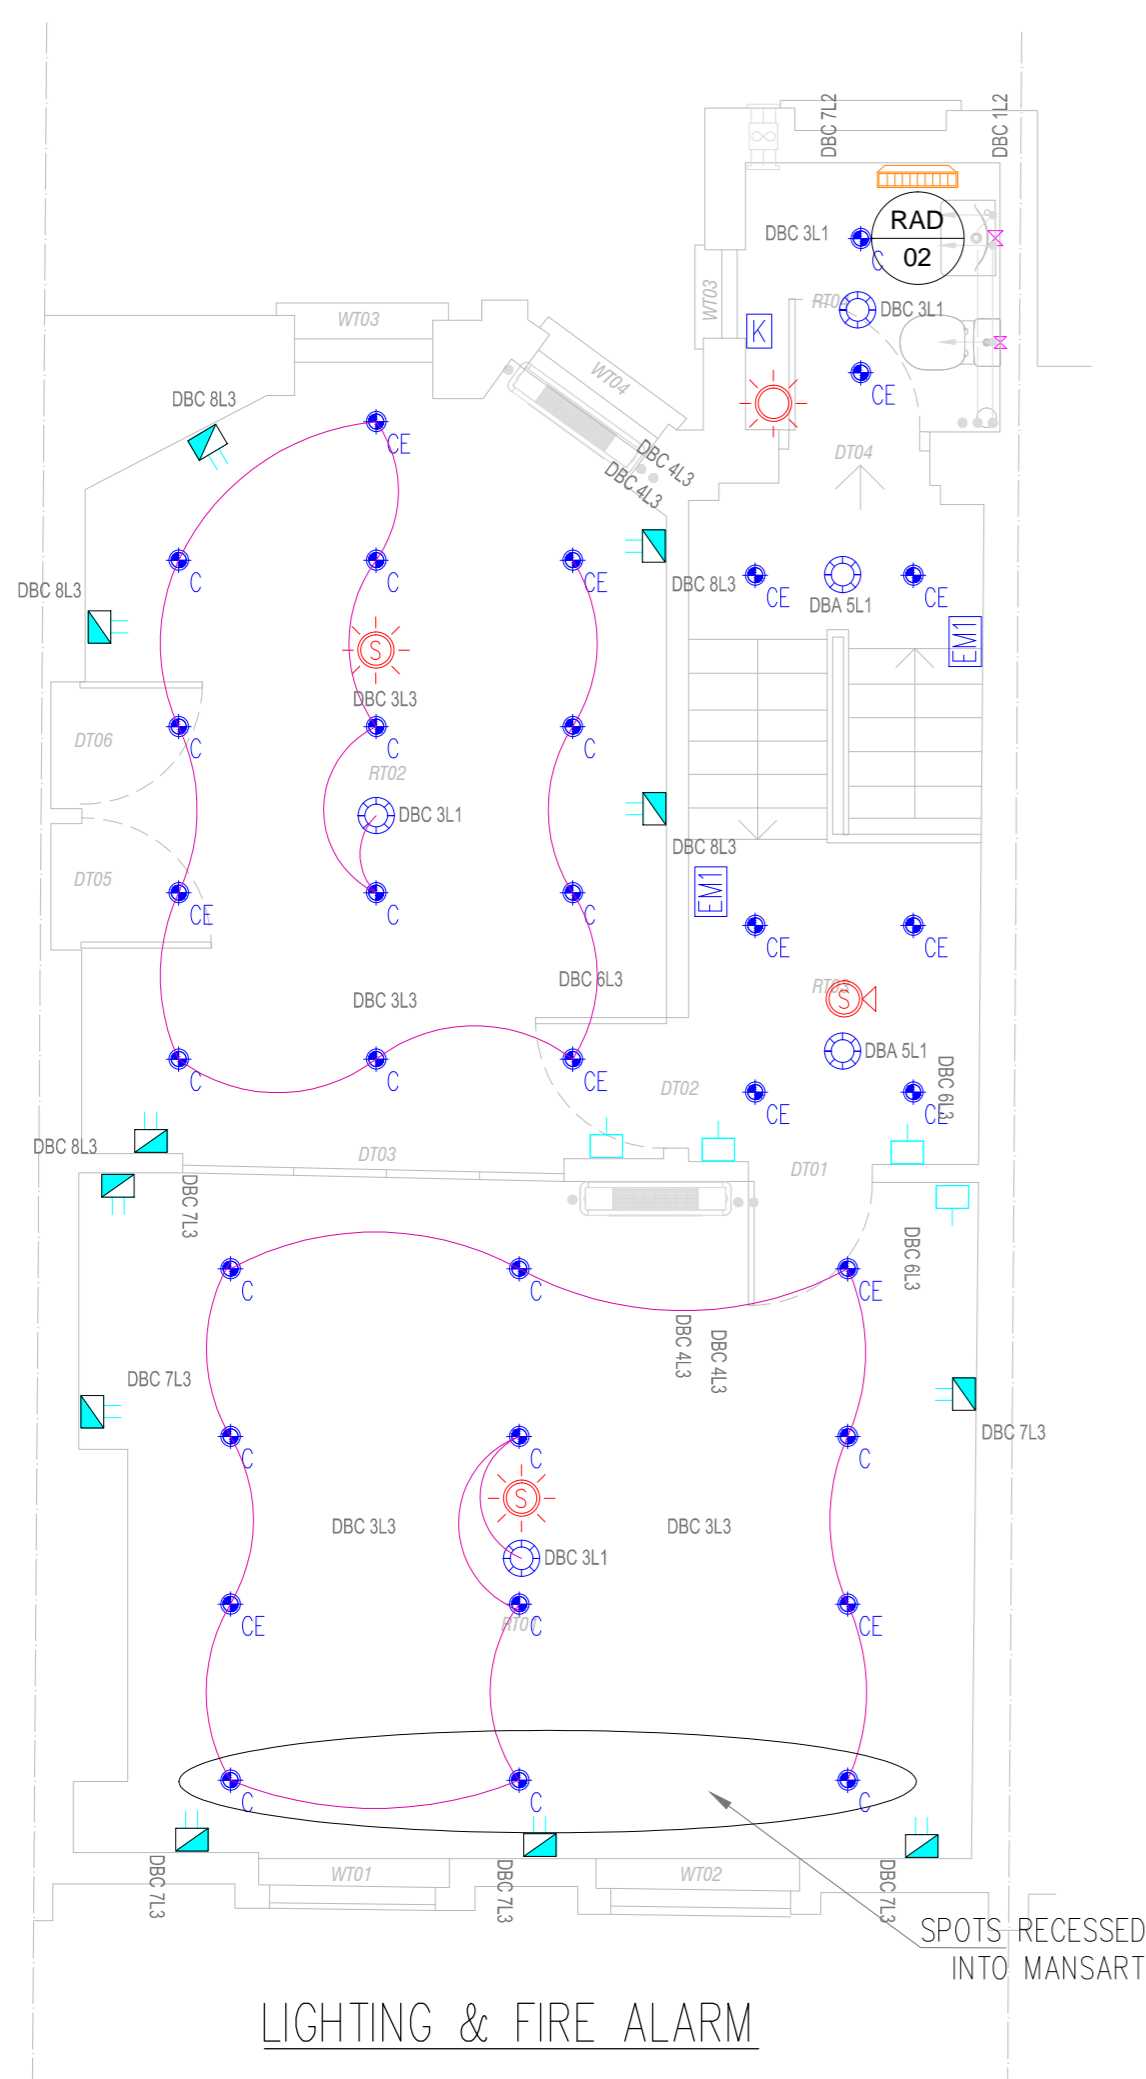 DBC 7L2
DBC 1L2
DBC 3L1
RAD
02
C
RT04
DBC 3L1
WT03
WT03
K
WT04
CE
DBC 8L3
CE
DBC 4L3
DBC 4L3
DT04
C
C
CE
DBC 8L3
CE
CE
DBC 8L3
DBA 5L1
EM1
S
DBC 3L3
DT06
C
C
C
RT02
DBC 3L1
DBC 8L3
DT05
EM1
CE
C
C
CE
CE
DBC 6L3
RT03
DBC 3L3
S
DBA 5L1
C
C
CE
DT02
CE
CE
DBC 6L3
DBC 8L3
DT03
DT01
DBC 7L3
DBC 6L3
C
C
CE
DBC 4L3
DBC 4L3
DBC 7L3
DBC 7L3
C
C
C
S
DBC 3L3
DBC 3L3
DBC 3L1
CE
RT01
C
CE
C
C
C
WT01
WT02
DBC 7L3
DBC 7L3
DBC 7L3
SPOTS RECESSED
INTO MANSART
LIGHTING & FIRE ALARM